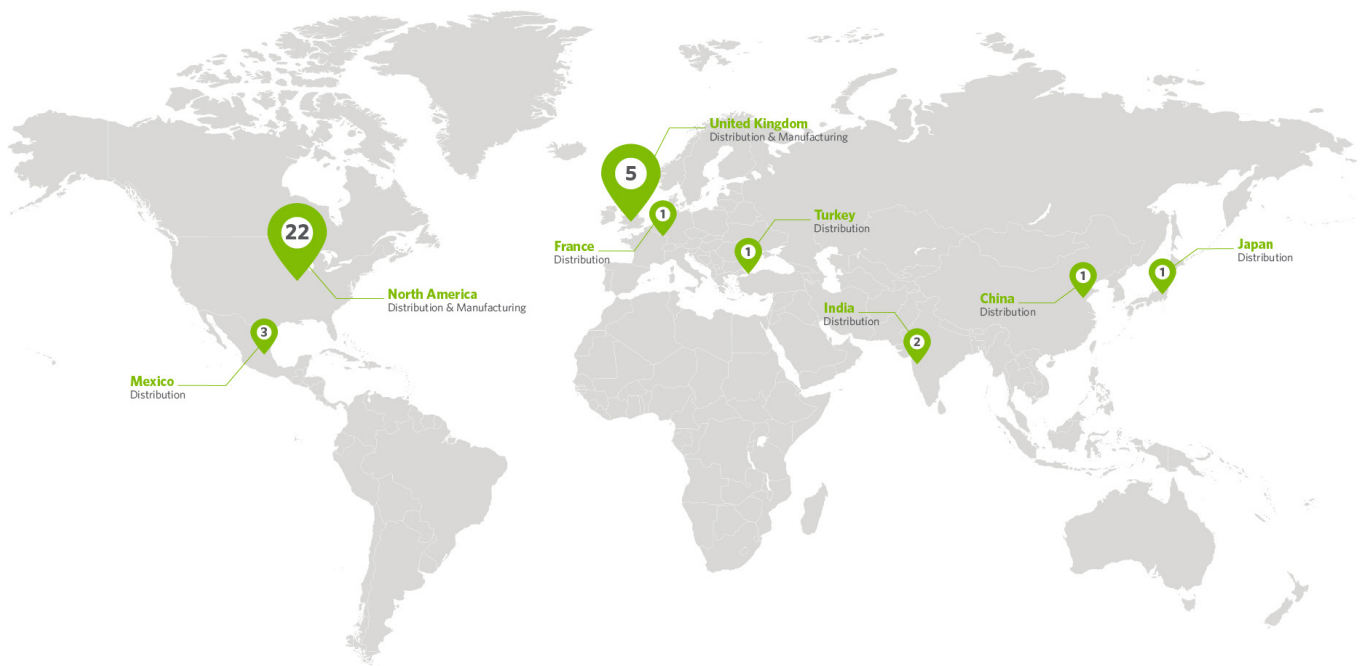 United Kingdom
Distribution & Manufacturing
5
1
France
Distribution
Turkey
Distribution
1
22
North America
Distribution & Manufacturing
3
Mexico
Distribution
India
Distribution
2
China
Distribution
1
Japan
Distribution
1